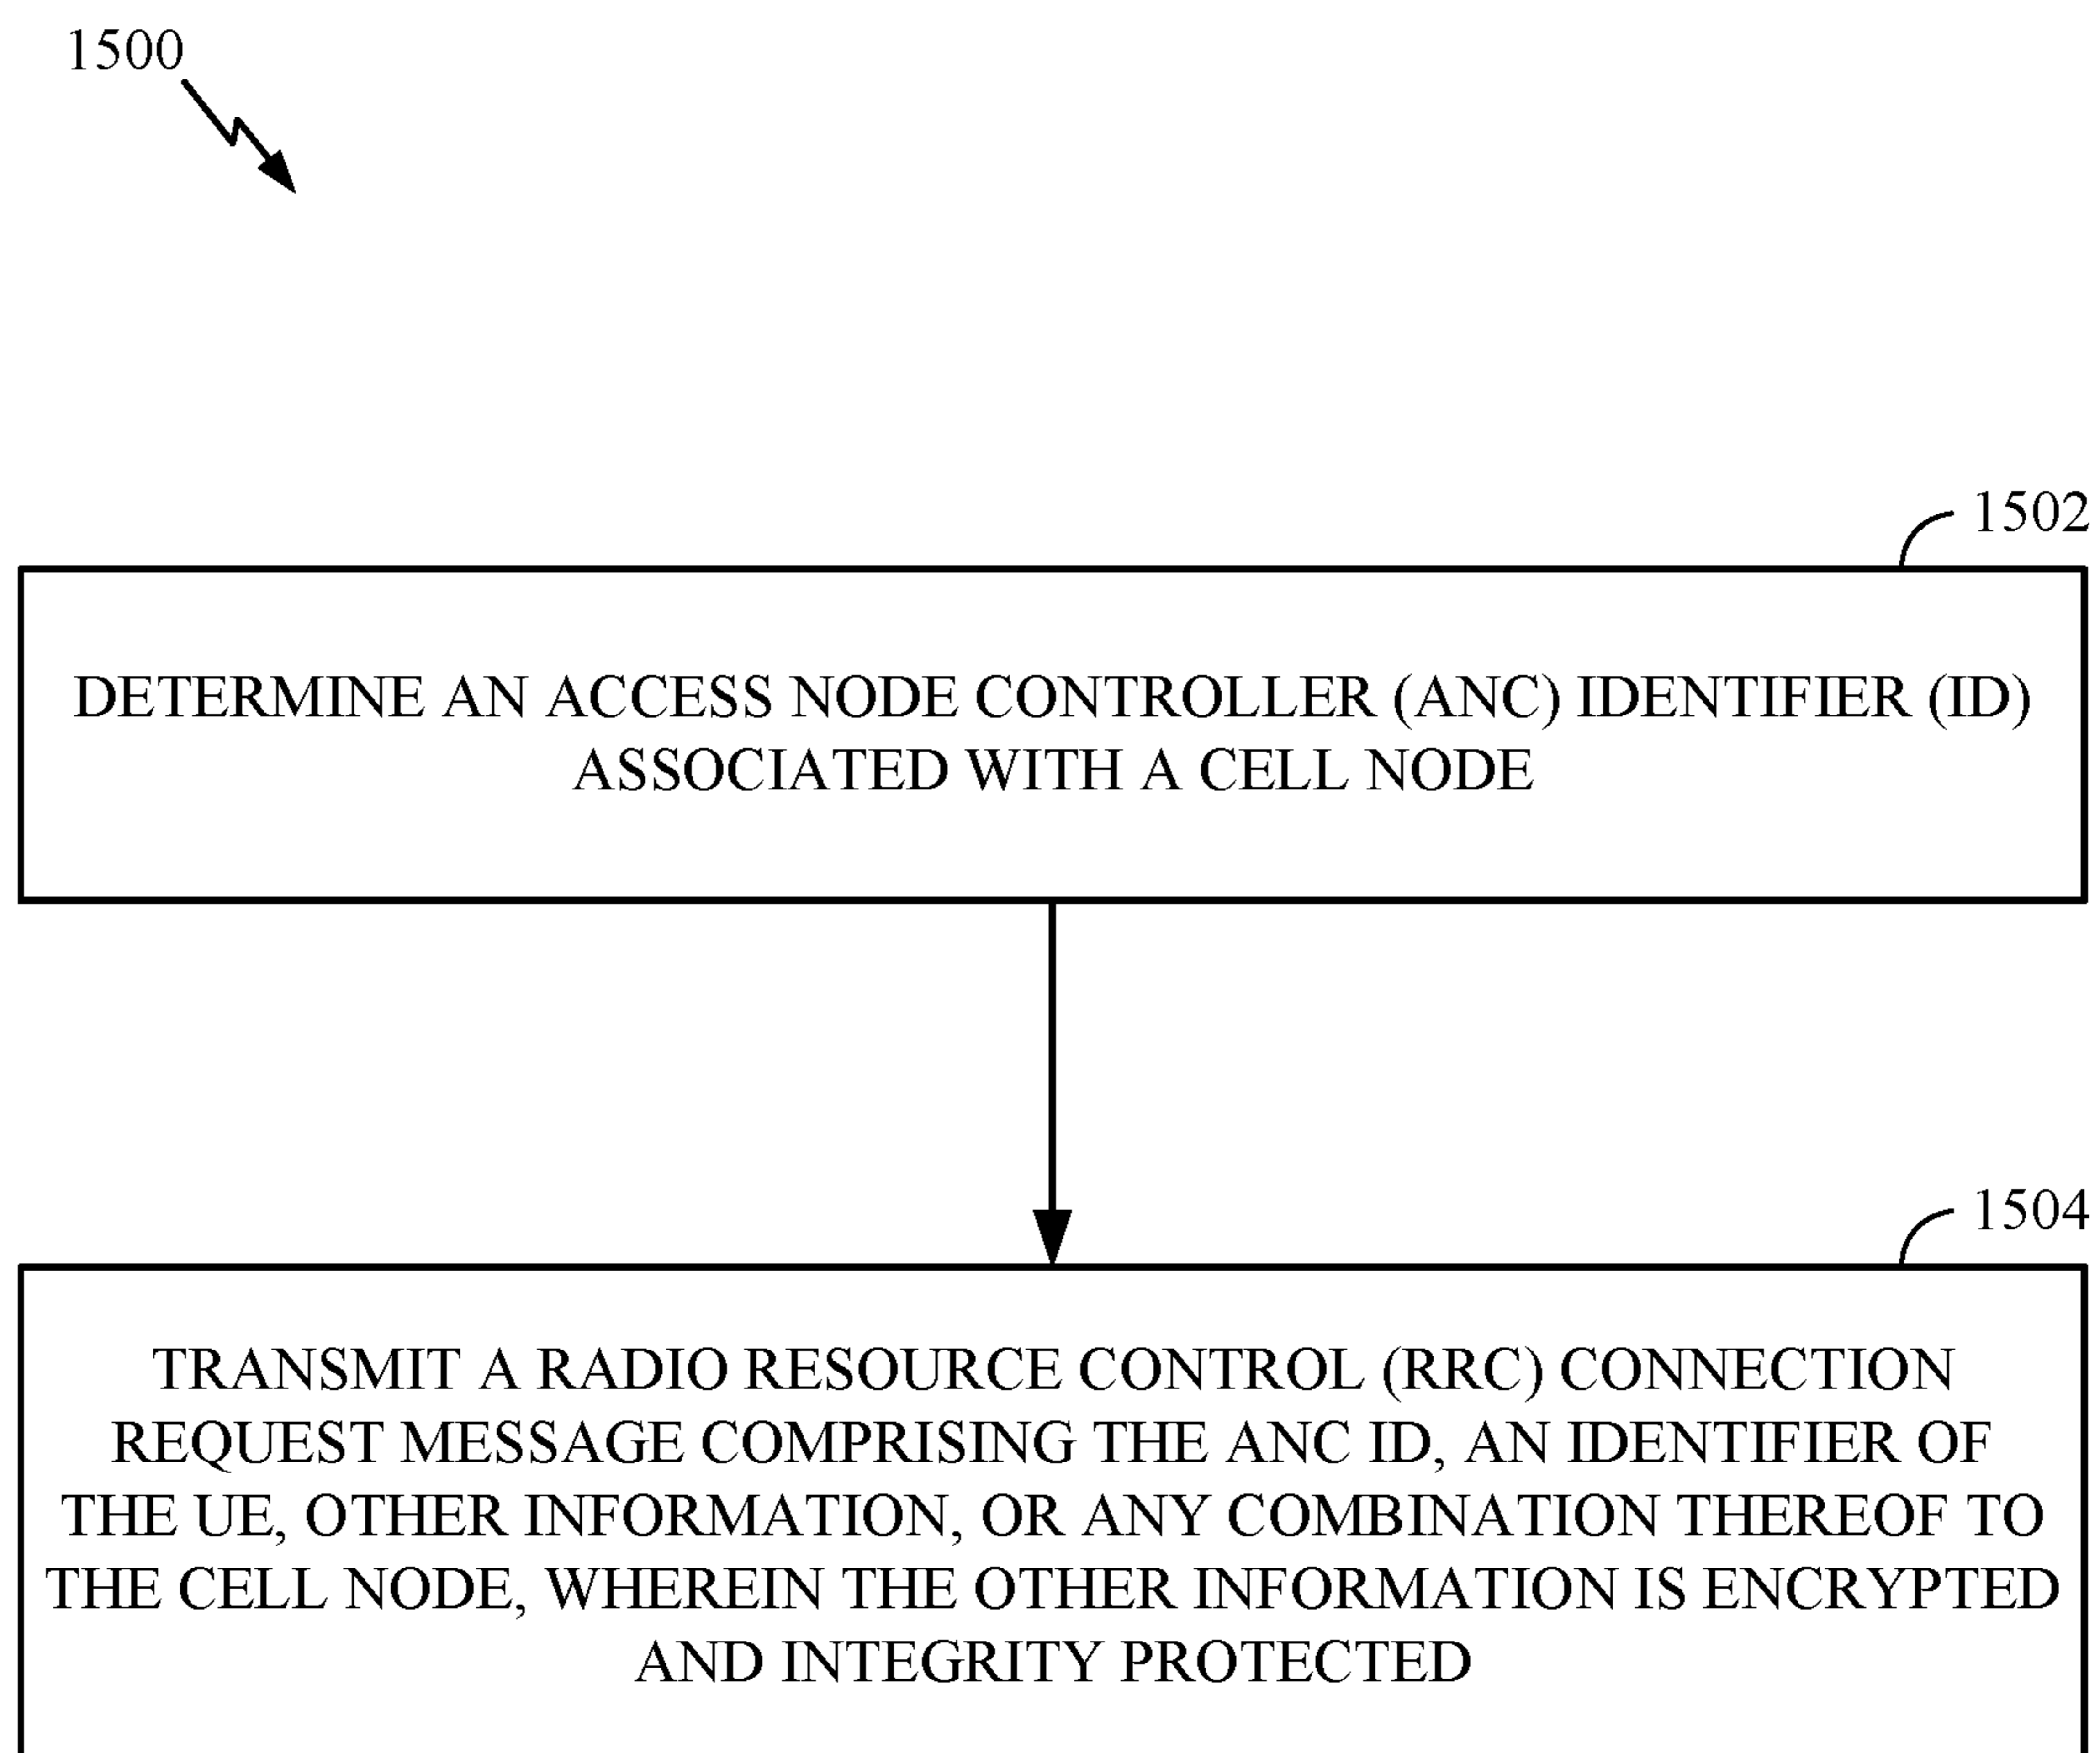 1500
1502
DETERMINE AN ACCESS NODE CONTROLLER (ANC) IDENTIFIER (ID)
ASSOCIATED WITH A CELL NODE
1504
TRANSMIT A RADIO RESOURCE CONTROL (RRC) CONNECTION
REQUEST MESSAGE COMPRISING THE ANC ID, AN IDENTIFIER OF
THE UE, OTHER INFORMATION, OR ANY COMBINATION THEREOF TO
THE CELL NODE, WHEREIN THE OTHER INFORMATION IS ENCRYPTED
AND INTEGRITY PROTECTED